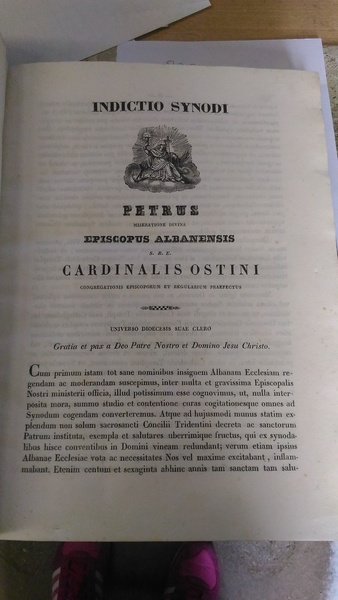 INDICTIO SYNODI
PETRUS
MISERATIONE DIVINA
EPISCOPUS ALBANENSIS
S. R. E.
CARDINALIS OSTINI
CONGREGATIONIS EPISCOPORUM ET REGULARIUM PRAEFECTUS
UNIVERSO DIOECESIS SUAE CLERO
Gratia et pax a Deo Patre Nostro et Domino Jesu Christo.
Cum primum istam tot sane nominibus insignem Albanam Ecclesiam re-
gendam ac moderandam suscepimus, inter multa et gravissima Episcopalis
Nostri ministerii officia, illud potissimum esse cognovimus, ut, nulla inter-
posita mora, summo studio et contentione curas cogitationesque omnes ad
Synodum cogendam converteremus. Atque ad hujusmodi munus statim ex-
plendum non solum sacrosancti Concilii Tridentini decreta ac sanctorum
Patrum instituta, exempla et salutares uberrimique fructus, qui ex synoda-
libus hisce conventibus in Domini vineam redundant; verum etiam ipsius
Albanae Ecclesiae vota ac necessitates Nos vel maxime excitabant, inflam-
mabant. Etenim centum et sexaginta abhinc annis tam sanctam tam salu-